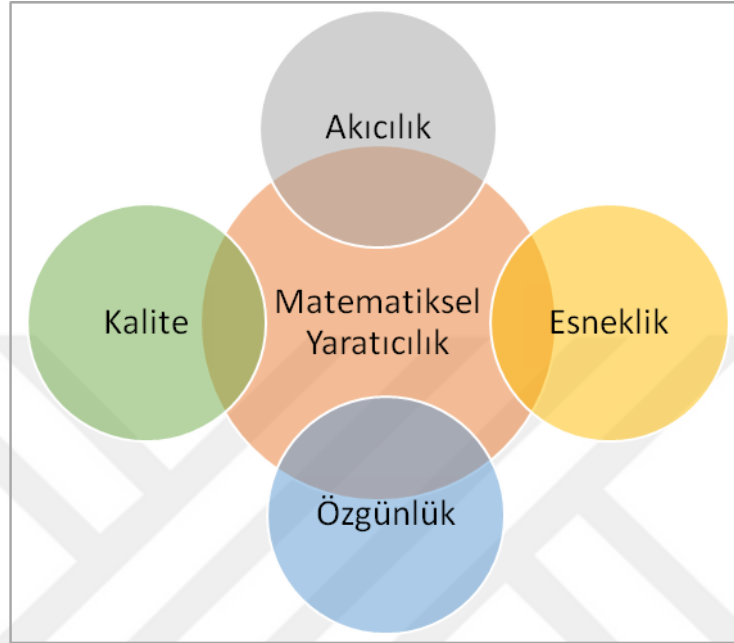 Akıcılık
Kalite
Matematiksel
Yaratıcılık
Esneklik
Özgünlük